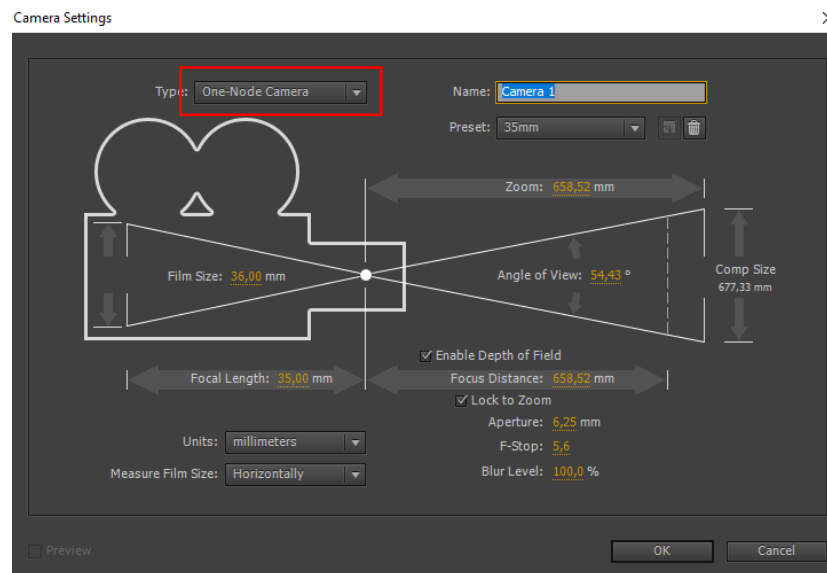 Camera Settings
Type: One-Node Camera
Name: Camera 1
Preset: 35mm
Zoom: 658,52 mm
Film Size: 36,00 mm
Angle of View: 54,43 °
Comp Size
677,33 mm
Enable Depth of Field
Focal Length: 35,00 mm
Focus Distance: 658,52 mm
Lock to Zoom
Aperture: 6,25 mm
Units: millimeters
F-Stop: 5,6
Measure Film Size: Horizontally
Blur Level: 100,0 %
Preview
OK
Cancel